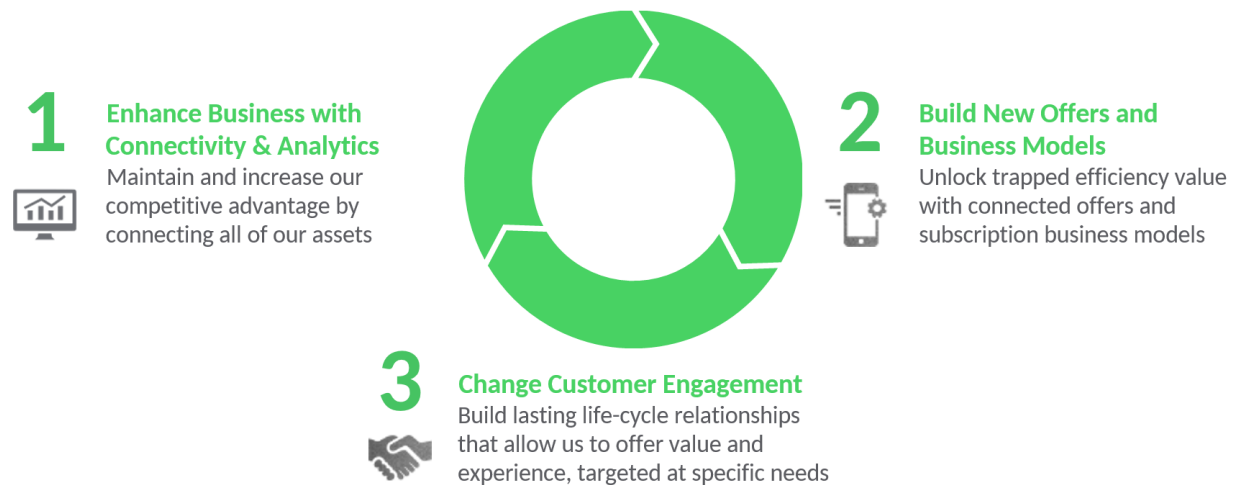 1
Enhance Business with
Connectivity & Analytics
Maintain and increase our
competitive advantage by
connecting all of our assets
2
Build New Offers and
Business Models
Unlock trapped efficiency value
with connected offers and
subscription business models
3
Change Customer Engagement
Build lasting life-cycle relationships
that allow us to offer value and
experience, targeted at specific needs